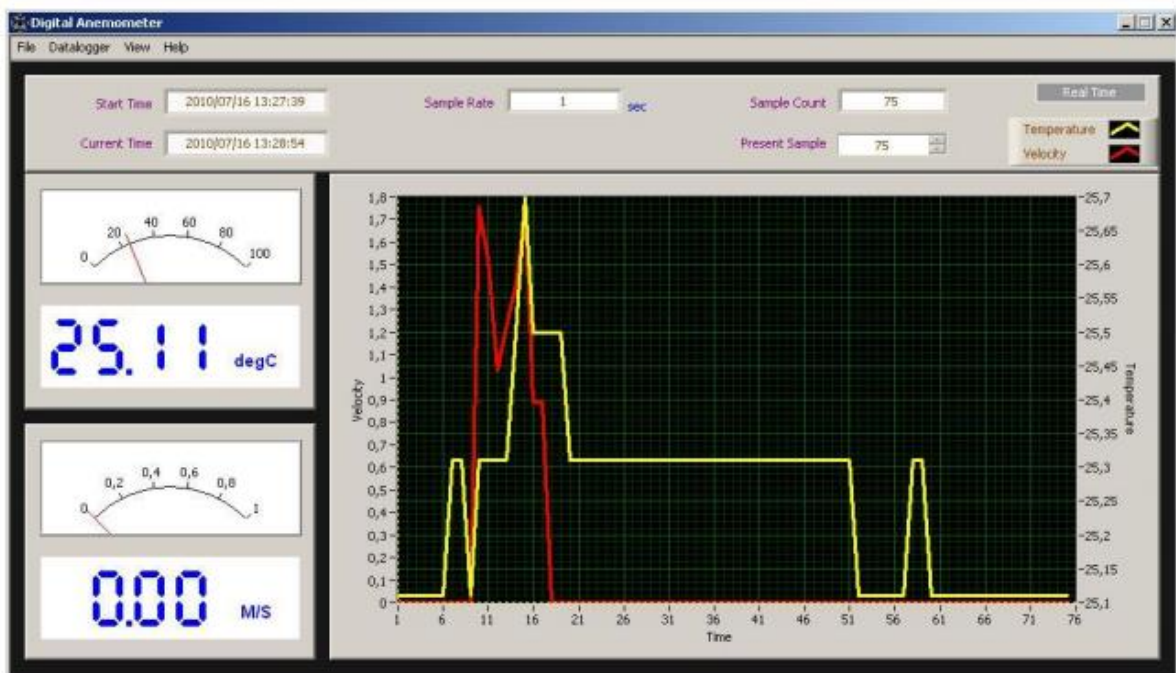 Digital Anemometer
File Datalogger View Help
Start Time 2010/07/16 13:27:39 Sample Rate 1 sec Sample Count 75 Real Time
Current Time 2010/07/16 13:28:54 Present Sample 75
Temperature
Velocity
0 20 40 60 80 100
25.11 degC
0 0,2 0,4 0,6 0,8 1
0.00 M/S
Velocity
1,8
1,7
1,6
1,5
1,4
1,3
1,2
1,1
1
0,9
0,8
0,7
0,6
0,5
0,4
0,3
0,2
0,1
0
25,7
25,65
25,6
25,55
25,5
25,45
25,4
25,35
25,3
25,25
25,2
25,15
25,1
Temperature
1 6 11 16 21 26 31 36 41 46 51 56 61 66 71 76
Time